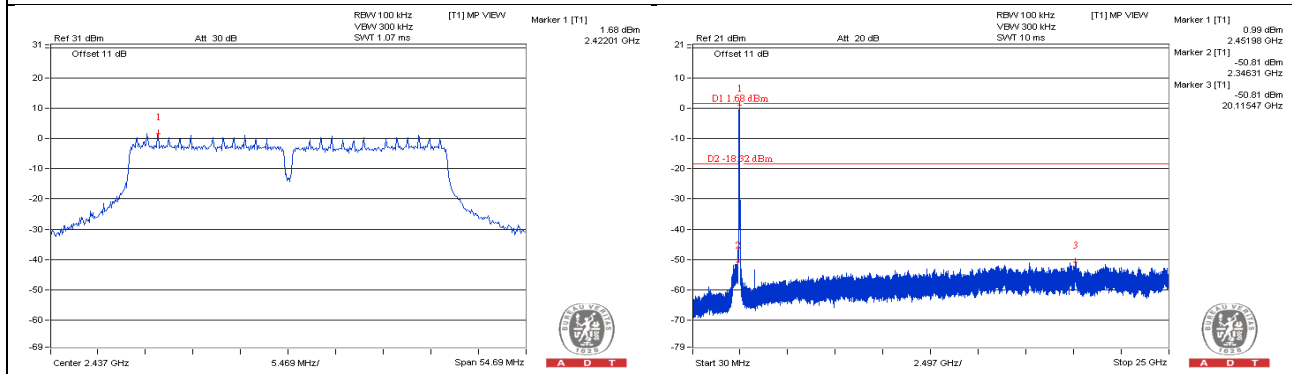 RBW 100 kHz
VBW 300 kHz
SWT 1.07 ms
[T1] MP VIEW
Marker 1 [T1]
1.68 dBm
2.42201 GHz
Ref 31 dBm
Att 30 dB
31
Offset 11 dB
20
10
0
-10
-20
-30
-40
-50
-60
-69
1
Center 2.437 GHz
5.469 MHz/
Span 54.69 MHz
BUREAU VERITAS
1828
A D T
RBW 100 kHz
VBW 300 kHz
SWT 10 ms
[T1] MP VIEW
Marker 1 [T1]
0.99 dBm
2.45198 GHz
Marker 2 [T1]
-50.81 dBm
2.34631 GHz
Marker 3 [T1]
-50.81 dBm
20.11547 GHz
Ref 21 dBm
Att 20 dB
21
Offset 11 dB
10
0
-10
-20
-30
-40
-50
-60
-70
-79
1
D1 1.68 dBm
D2 -18.32 dBm
2
3
Start 30 MHz
2.497 GHz/
Stop 25 GHz
BUREAU VERITAS
1828
A D T